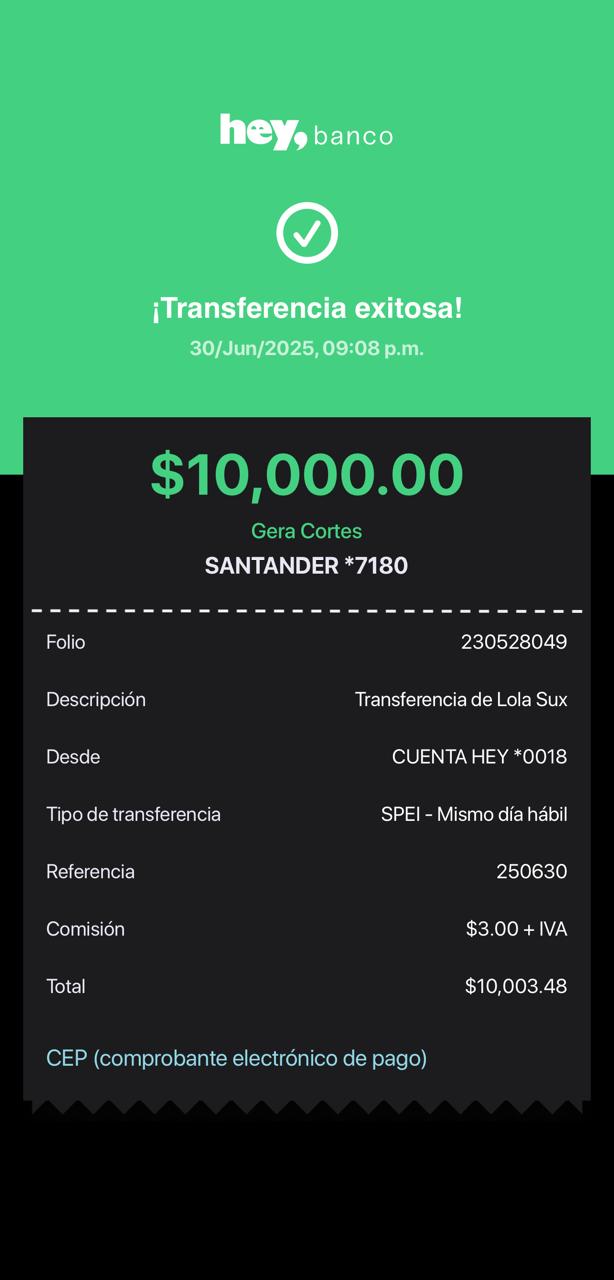 hey, banco
¡Transferencia exitosa!
30/Jun/2025, 09:08 p.m.
$10,000.00
Gera Cortes
SANTANDER *7180
Folio 230528049
Descripción Transferencia de Lola Sux
Desde CUENTA HEY *0018
Tipo de transferencia SPEI - Mismo día hábil
Referencia 250630
Comisión $3.00 + IVA
Total $10,003.48
CEP (comprobante electrónico de pago)